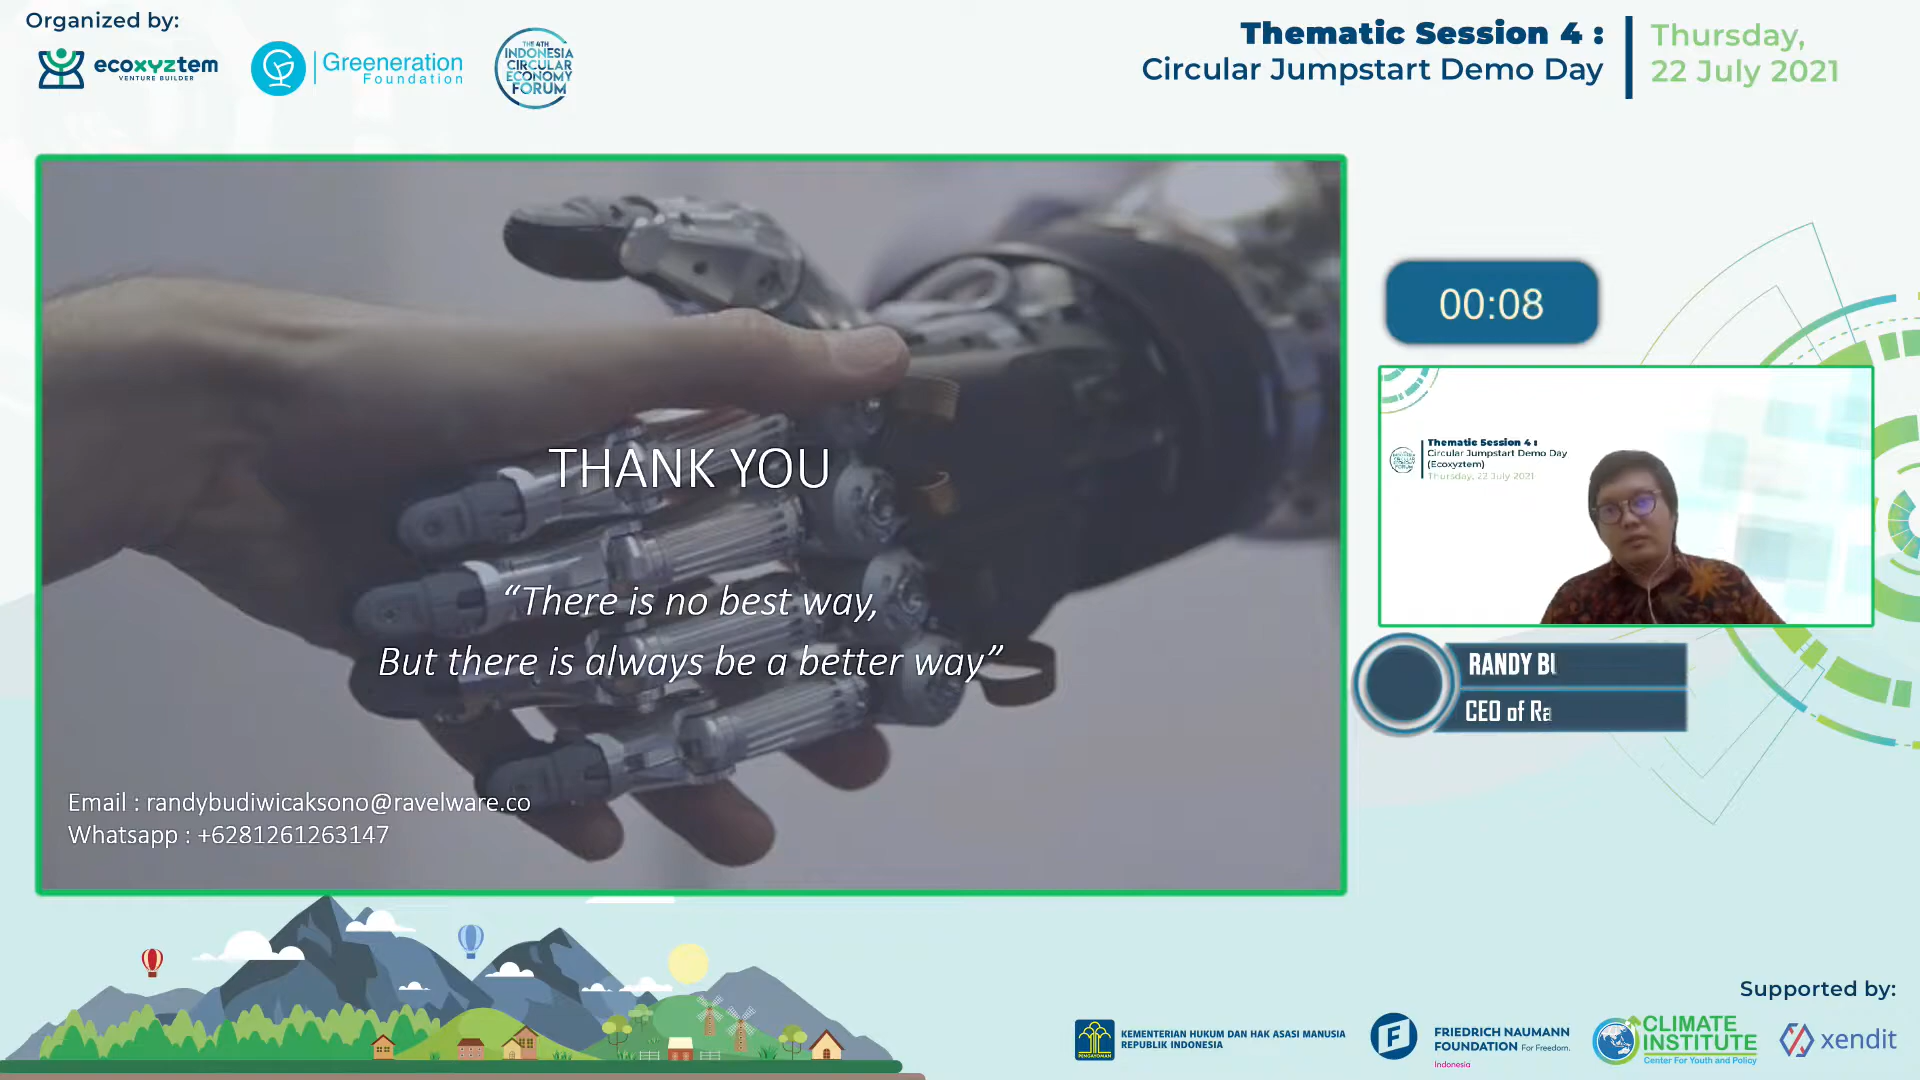 Organized by:
ecoxyztem
VENTURE BUILDER
Greeneration
Foundation
THE 4TH
INDONESIA
CIRCULAR
ECONOMY
FORUM
Thematic Session 4 :
Circular Jumpstart Demo Day
Thursday,
22 July 2021
THANK YOU
“There is no best way,
But there is always be a better way”
Email : randybudiwicaksono@ravelware.co
Whatsapp : +6281261263147
00:08
Thematic Session 4 :
Circular Jumpstart Demo Day
(Ecoxyztem)
Thursday, 22 July 2021
RANDY BU
CEO of Ra
Supported by:
PENGAYOMAN
KEMENTERIAN HUKUM DAN HAK ASASI MANUSIA
REPUBLIK INDONESIA
FRIEDRICH NAUMANN
FOUNDATION For Freedom.
Indonesia
CLIMATE
INSTITUTE
Center For Youth and Policy
xendit